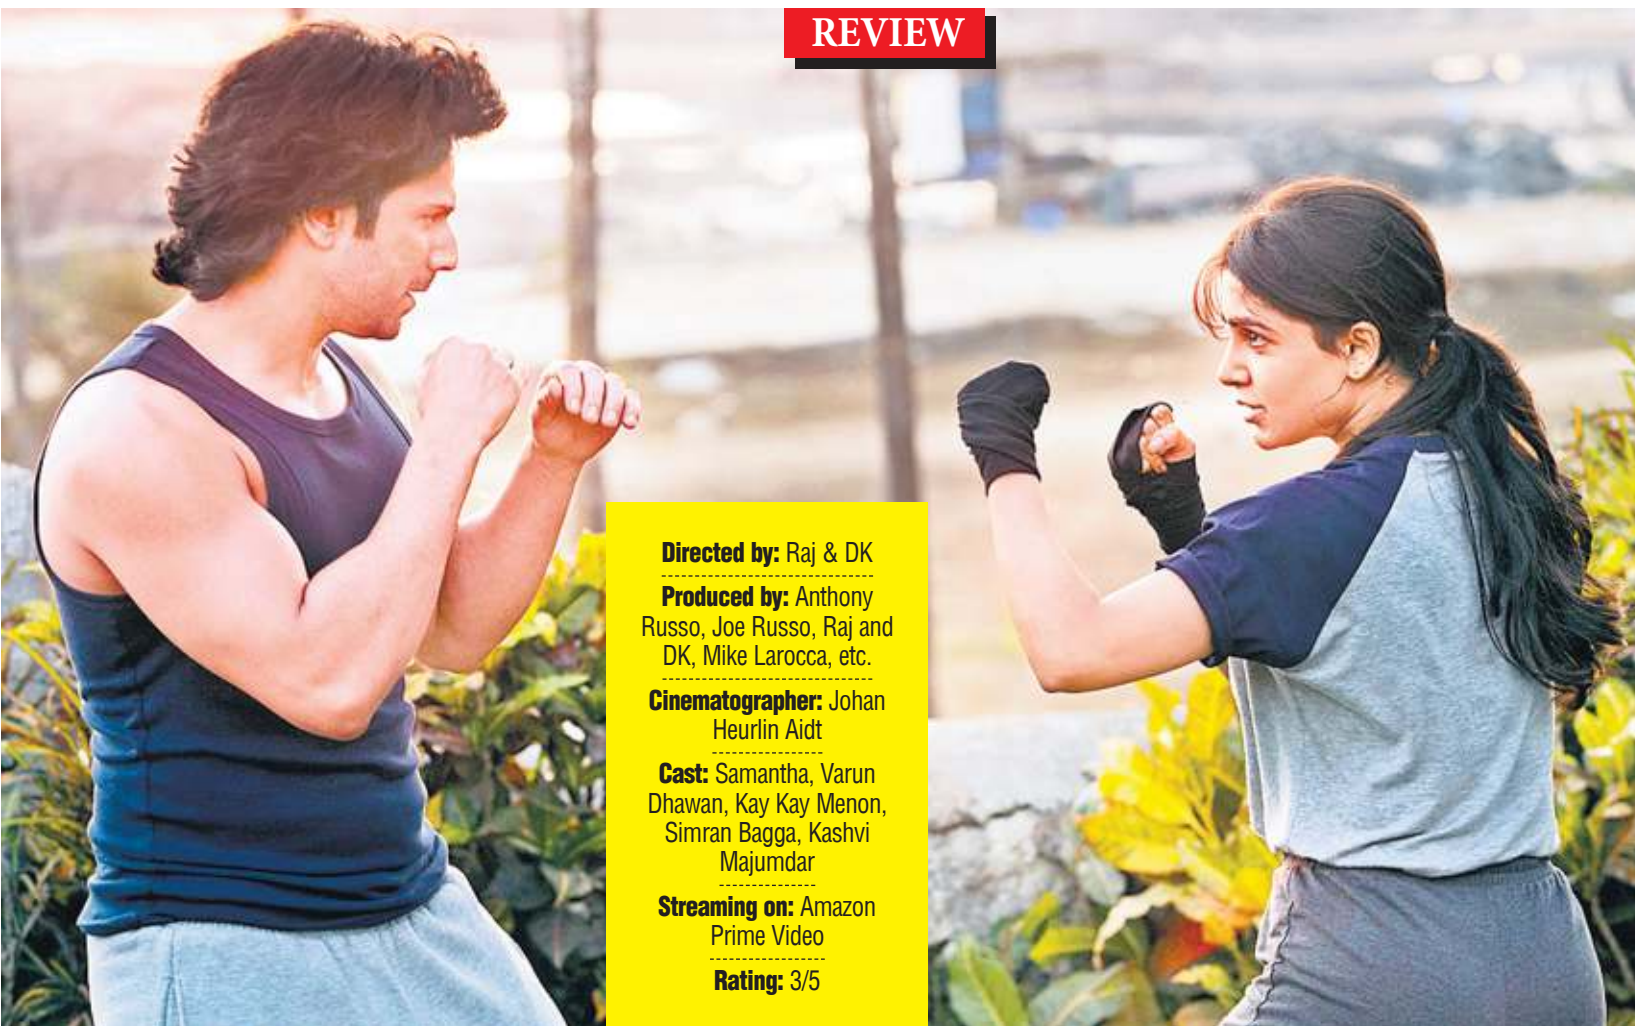 REVIEW
Directed by: Raj & DK
Produced by: Anthony
Russo, Joe Russo, Raj and
DK, Mike Larocca, etc.
Cinematographer: Johan
Heurlin Aidt
Cast: Samantha, Varun
Dhawan, Kay Kay Menon,
Simran Bagga, Kashvi
Majumdar
Streaming on: Amazon
Prime Video
Rating: 3/5